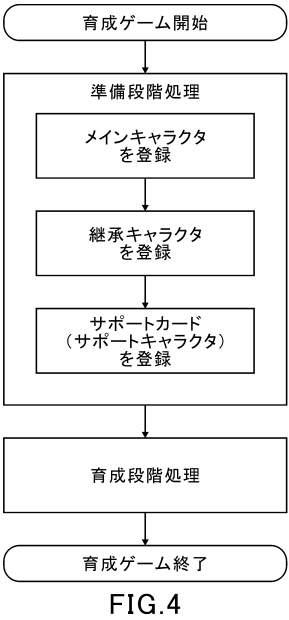 育成ゲーム開始
準備段階処理
メインキャラクタ
を登録
継承キャラクタ
を登録
サポートカード
（サポートキャラクタ）
を登録
育成段階処理
育成ゲーム終了
FIG.4